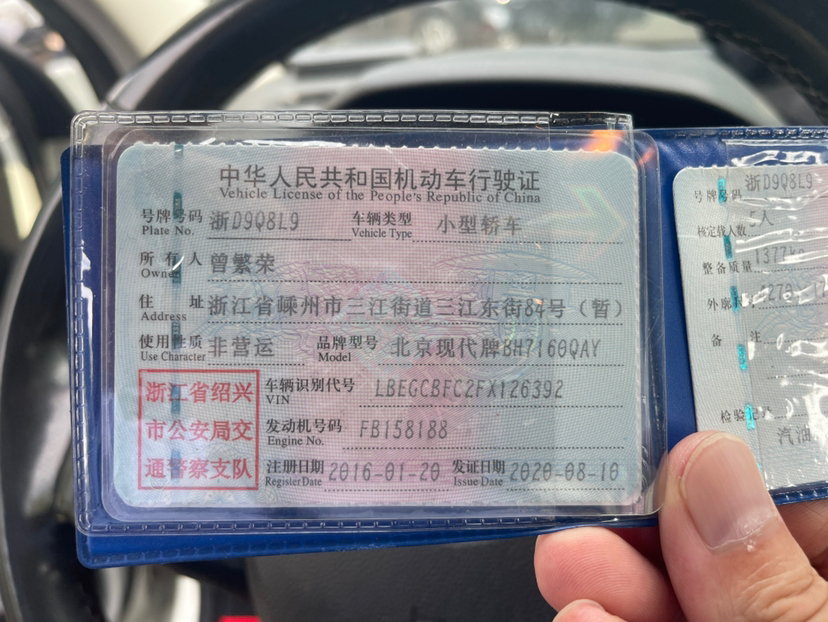 中华人民共和国机动车行驶证
Vehicle License of the People's Republic of China
号牌号码 浙D9Q8L9 车辆类型 小型轿车
Plate No. Vehicle Type
所有人 曾繁荣
Owner
住址 浙江省嵊州市三江街道三江东街84号（暂）
Address
使用性质 非营运 品牌型号 北京现代牌BH7160QAY
Use Character Model
浙江省绍兴
市公安局交
通警察支队
车辆识别代号 LBEGCBFC2FX126392
VIN
发动机号码 FB158188
Engine No.
注册日期 2016-01-20 发证日期 2020-08-10
Register Date Issue Date
号牌号码 浙D9Q8L9
核定载人数 5人
整备质量 1377kg
外廓
备注
检验记录
汽油